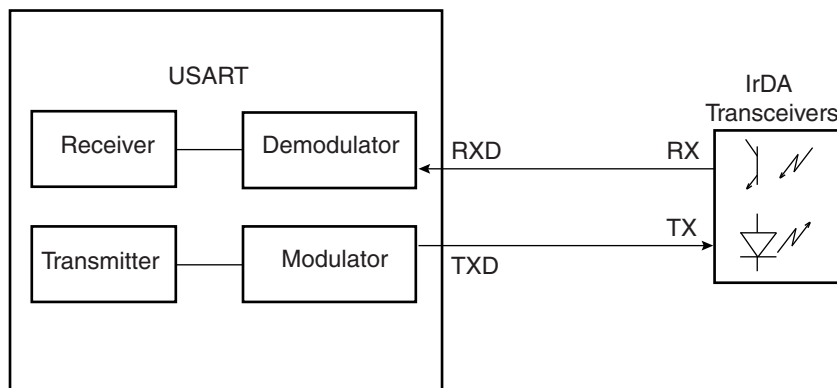 USART
IrDA
Transceivers
Receiver
Demodulator
RXD
RX
TX
Transmitter
Modulator
TXD